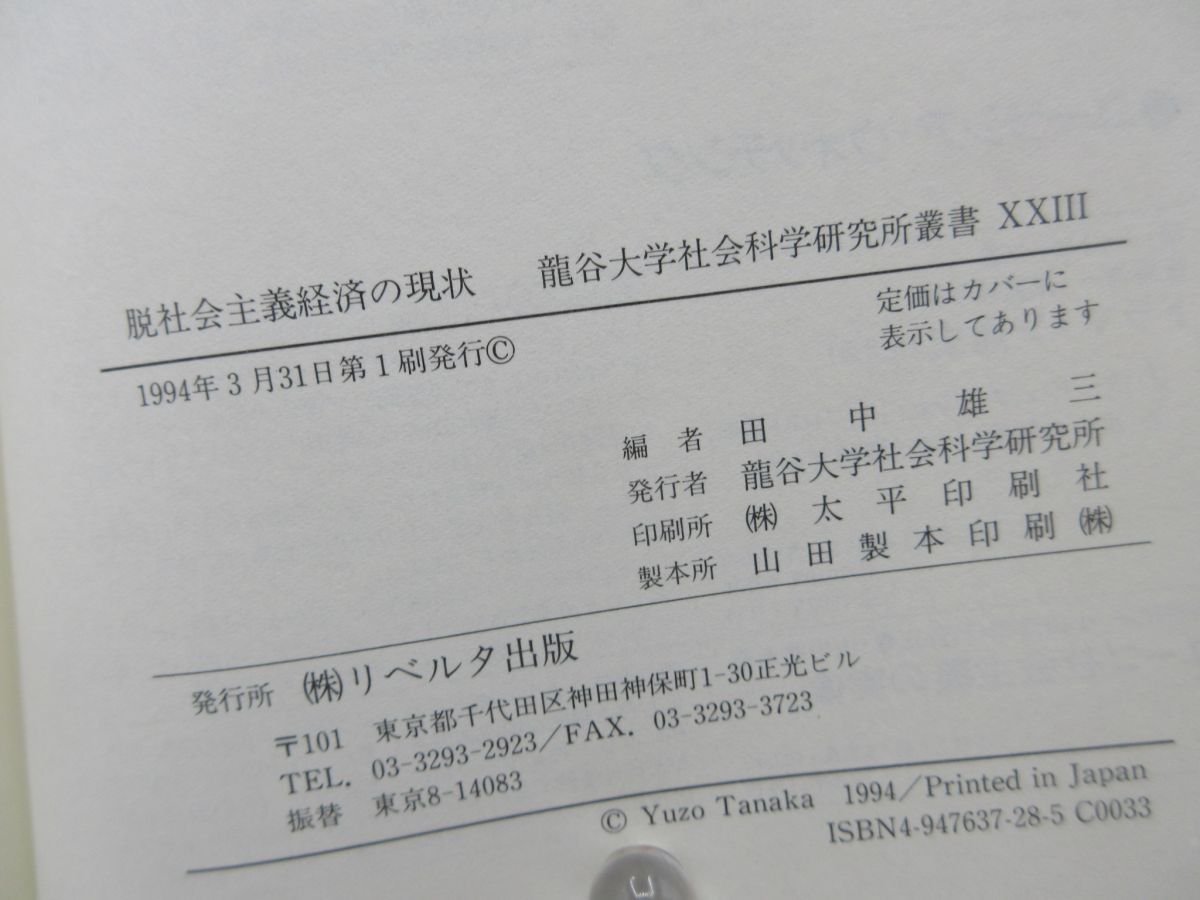 脱社会主義経済の現状　龍谷大学社会科学研究所叢書 XXIII
1994年3月31日第1刷発行©
定価はカバーに
表示してあります
編者　田中雄三
発行者　龍谷大学社会科学研究所
印刷所　㈱太平印刷社
製本所　山田製本印刷㈱
発行所　㈱リベルタ出版
〒101　東京都千代田区神田神保町1-30正光ビル
TEL. 03-3293-2923/FAX. 03-3293-3723
振替　東京8-14083
© Yuzo Tanaka 1994/Printed in Japan
ISBN4-947637-28-5 C0033